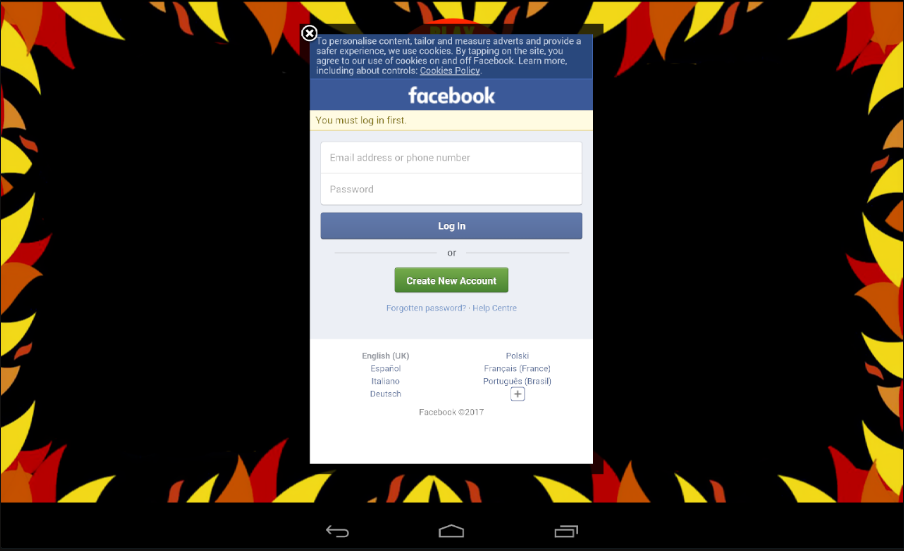 PLAY
To personalise content, tailor and measure adverts and provide a
safer experience, we use cookies. By tapping on the site, you
agree to our use of cookies on and off Facebook. Learn more,
including about controls: Cookies Policy.
facebook
You must log in first.
Email address or phone number
Password
Log In
or
Create New Account
Forgotten password? · Help Centre
English (UK)
Polski
Español
Français (France)
Italiano
Português (Brasil)
Deutsch
Facebook ©2017